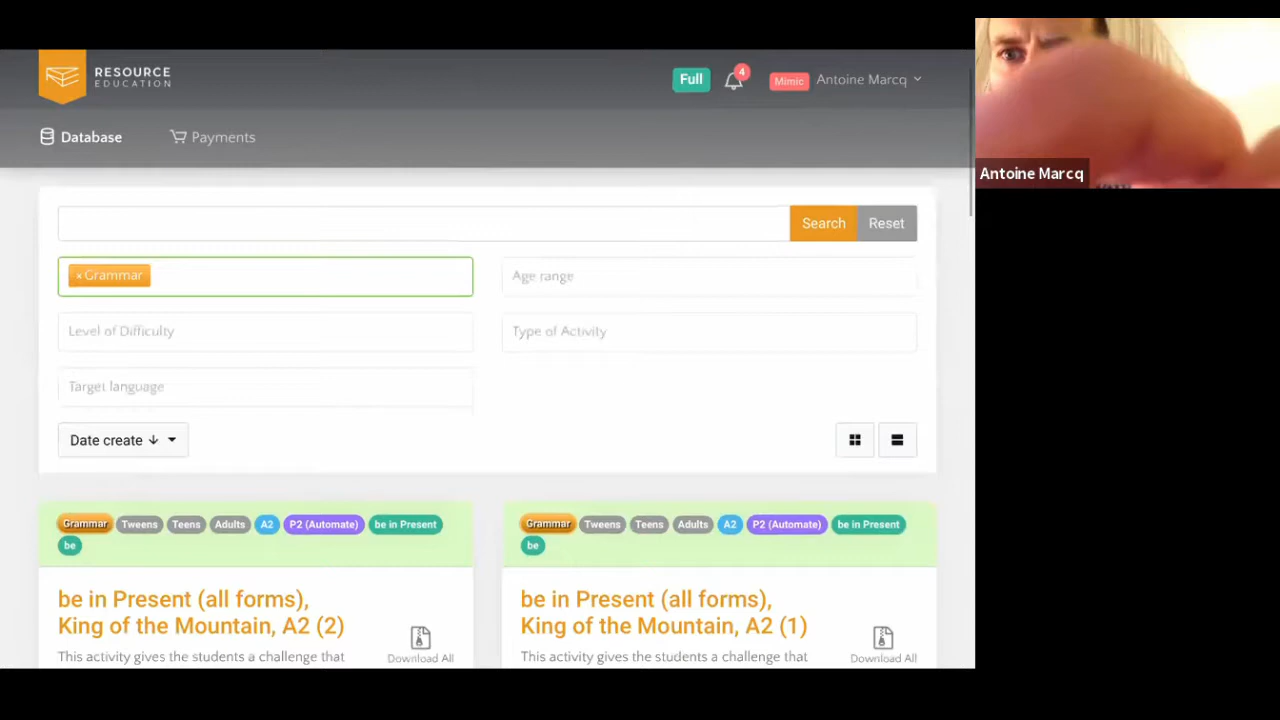 RESOURCE
EDUCATION
Full
4
Mimic
Antoine Marcq
Database
Payments
Antoine Marcq
Search
Reset
× Grammar
Age range
Level of Difficulty
Type of Activity
Target language
Date create ↓
Grammar Tweens Teens Adults A2 P2 (Automate) be in Present
be
be in Present (all forms),
King of the Mountain, A2 (2)
This activity gives the students a challenge that
Download All
Grammar Tweens Teens Adults A2 P2 (Automate) be in Present
be
be in Present (all forms),
King of the Mountain, A2 (1)
This activity gives the students a challenge that
Download All